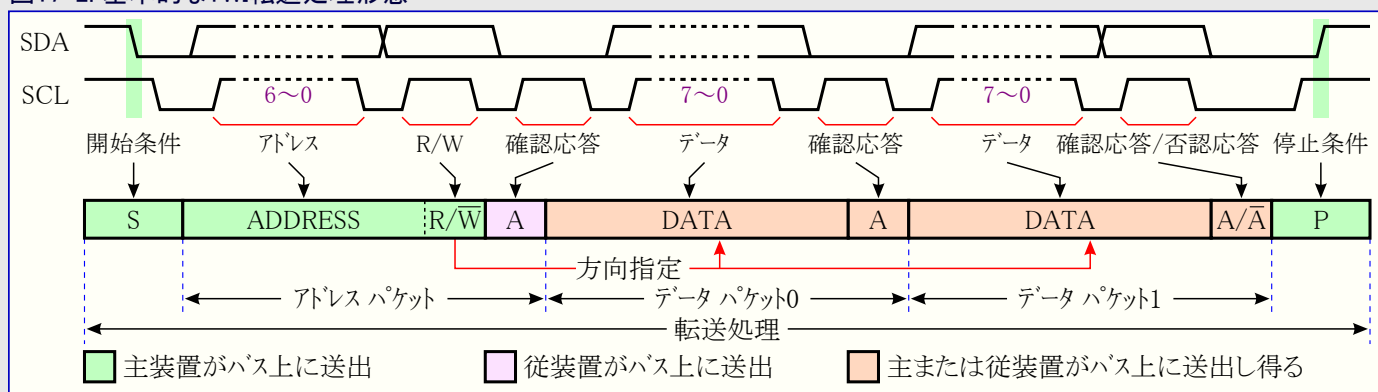 SDA
SCL
6～0 7～0 7～0
開始条件 アドレス R/W 確認応答 データ 確認応答 データ 確認応答/否認応答 停止条件
S ADDRESS R/W̅ A DATA A DATA A/A̅ P
方向指定
アドレス パケット データ パケット0 データ パケット1
転送処理
主装置がバス上に送出 従装置がバス上に送出 主または従装置がバス上に送出し得る